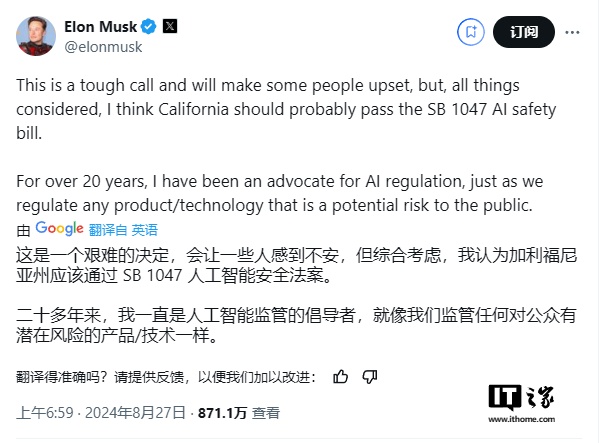 Elon Musk
订阅
@elonmusk
This is a tough call and will make some people upset, but, all things
considered, I think California should probably pass the SB 1047 AI safety
bill.
For over 20 years, I have been an advocate for AI regulation, just as we
regulate any product/technology that is a potential risk to the public.
由 Google 翻译自 英语
这是一个艰难的决定，会让一些人感到不安，但综合考虑，我认为加利福尼
亚州应该通过 SB 1047 人工智能安全法案。
二十多年来，我一直是人工智能监管的倡导者，就像我们监管任何对公众有
潜在风险的产品/技术一样。
翻译得准确吗？请提供反馈，以便我们加以改进：
上午6:59 · 2024年8月27日 · 871.1万 查看
IT之家
www.ithome.com